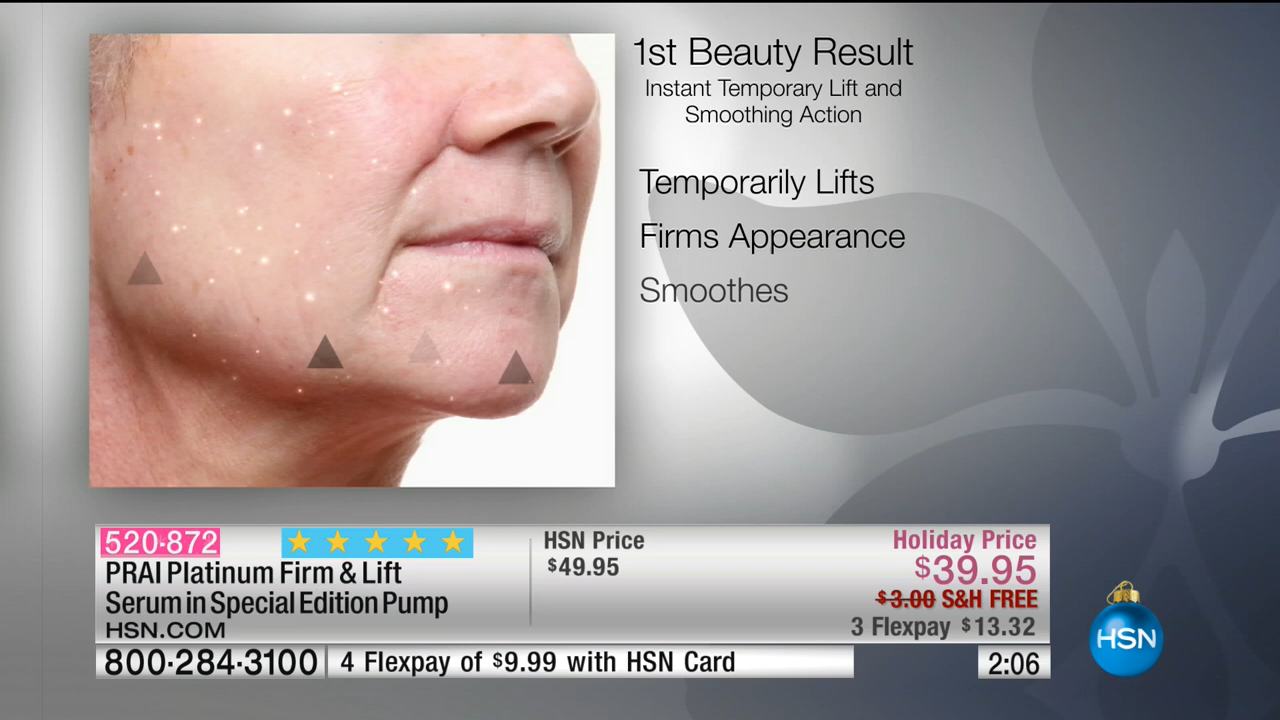 1st Beauty Result
Instant Temporary Lift and
Smoothing Action
Temporarily Lifts
Firms Appearance
Smoothes
520·872
PRAI Platinum Firm & Lift
Serum in Special Edition Pump
HSN.COM
HSN Price
$49.95
Holiday Price
$39.95
$3.00 S&H FREE
3 Flexpay $13.32
800·284·3100
4 Flexpay of $9.99 with HSN Card
2:06
HSN